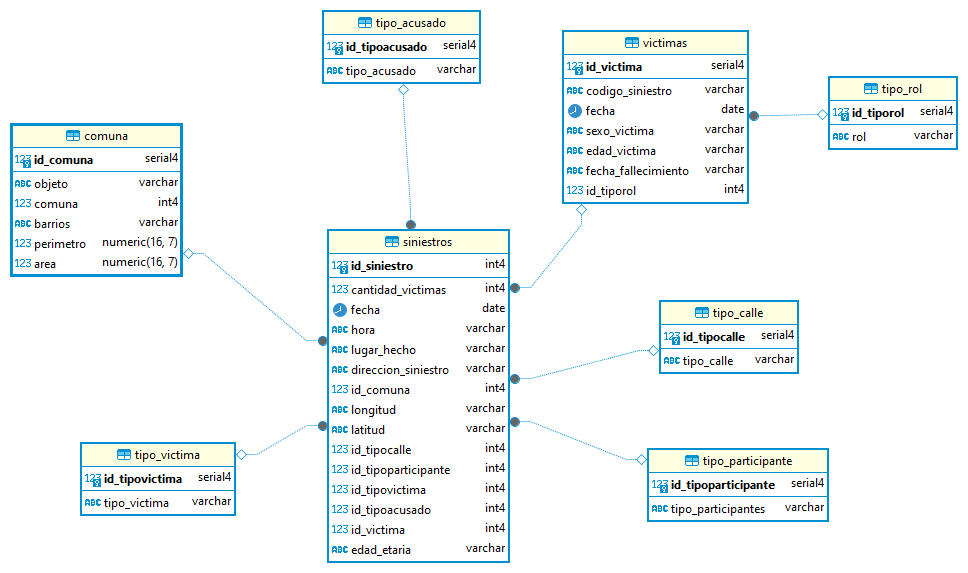 tipo_acusado
123 id_tipoacusado serial4
ABC tipo_acusado varchar
victimas
123 id_victima serial4
ABC codigo_siniestro varchar
fecha date
ABC sexo_victima varchar
ABC edad_victima varchar
ABC fecha_fallecimiento varchar
123 id_tiporol int4
tipo_rol
123 id_tiporol serial4
ABC rol varchar
comuna
123 id_comuna serial4
ABC objeto varchar
123 comuna int4
ABC barrios varchar
123 perimetro numeric(16, 7)
123 area numeric(16, 7)
siniestros
123 id_siniestro int4
123 cantidad_victimas int4
fecha date
ABC hora varchar
ABC lugar_hecho varchar
ABC direccion_siniestro varchar
123 id_comuna int4
ABC longitud varchar
ABC latitud varchar
123 id_tipocalle int4
123 id_tipoparticipante int4
123 id_tipovictima int4
123 id_tipoacusado int4
123 id_victima int4
ABC edad_etaria varchar
tipo_calle
123 id_tipocalle serial4
ABC tipo_calle varchar
tipo_victima
123 id_tipovictima serial4
ABC tipo_victima varchar
tipo_participante
123 id_tipoparticipante serial4
ABC tipo_participantes varchar